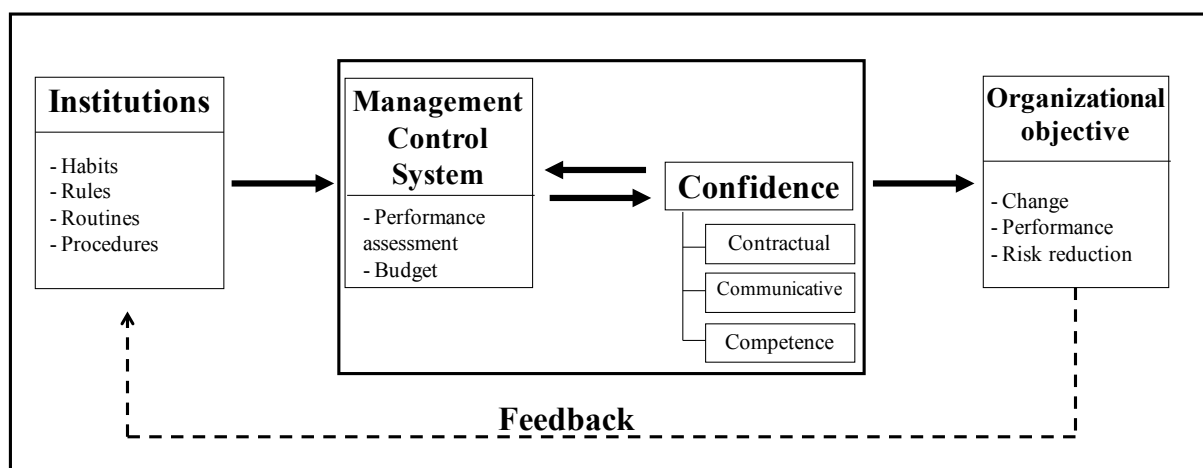 Institutions
- Habits
- Rules
- Routines
- Procedures
Management
Control
System
- Performance
assessment
- Budget
Confidence
Contractual
Communicative
Competence
Organizational
objective
- Change
- Performance
- Risk reduction
Feedback